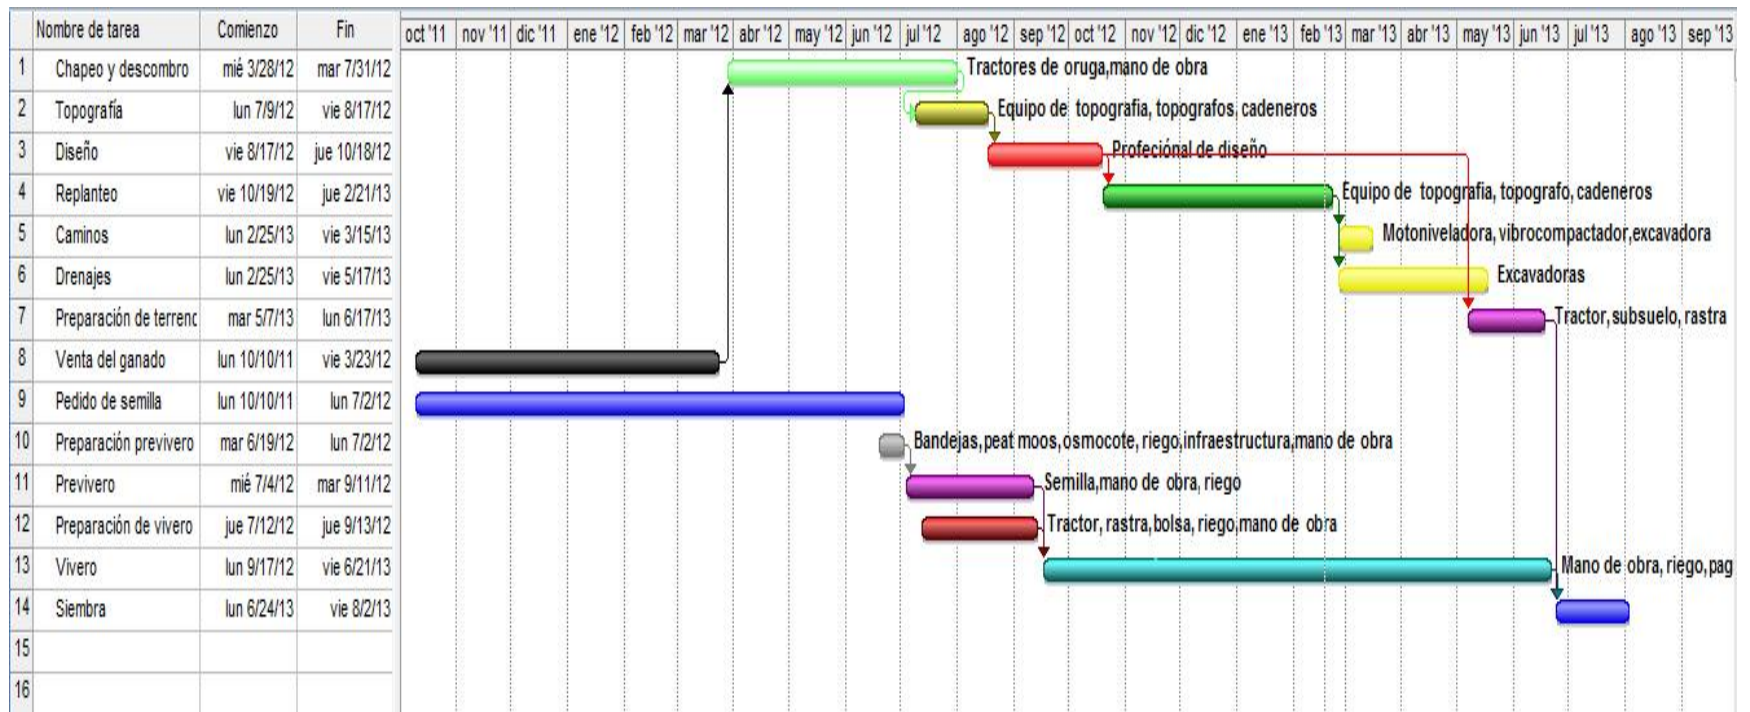 Nombre de tarea Comienzo Fin oct '11 nov '11 dic '11 ene '12 feb '12 mar '12 abr '12 may '12 jun '12 jul '12 ago '12 sep '12 oct '12 nov '12 dic '12 ene '13 feb '13 mar '13 abr '13 may '13 jun '13 jul '13 ago '13 sep '13
1 Chapeo y descombro mié 3/28/12 mar 7/31/12 Tractores de oruga,mano de obra
2 Topografía lun 7/9/12 vie 8/17/12 Equipo de topografia, topografos, cadeneros
3 Diseño vie 8/17/12 jue 10/18/12 Profeciónal de diseño
4 Replanteo vie 10/19/12 jue 2/21/13 Equipo de topografia, topografo, cadeneros
5 Caminos lun 2/25/13 vie 3/15/13 Motoniveladora, vibrocompactador,excavadora
6 Drenajes lun 2/25/13 vie 5/17/13 Excavadoras
7 Preparación de terrenc mar 5/7/13 lun 6/17/13 Tractor, subsuelo, rastra
8 Venta del ganado lun 10/10/11 vie 3/23/12
9 Pedido de semilla lun 10/10/11 lun 7/2/12
10 Preparación previvero mar 6/19/12 lun 7/2/12 Bandejas,peat moos,osmocote, riego,infraestructura,mano de obra
11 Previvero mié 7/4/12 mar 9/11/12 Semilla,mano de obra, riego
12 Preparación de vivero jue 7/12/12 jue 9/13/12 Tractor, rastra,bolsa, riego,mano de obra
13 Vivero lun 9/17/12 vie 6/21/13 Mano de obra, riego,pag
14 Siembra lun 6/24/13 vie 8/2/13
15
16